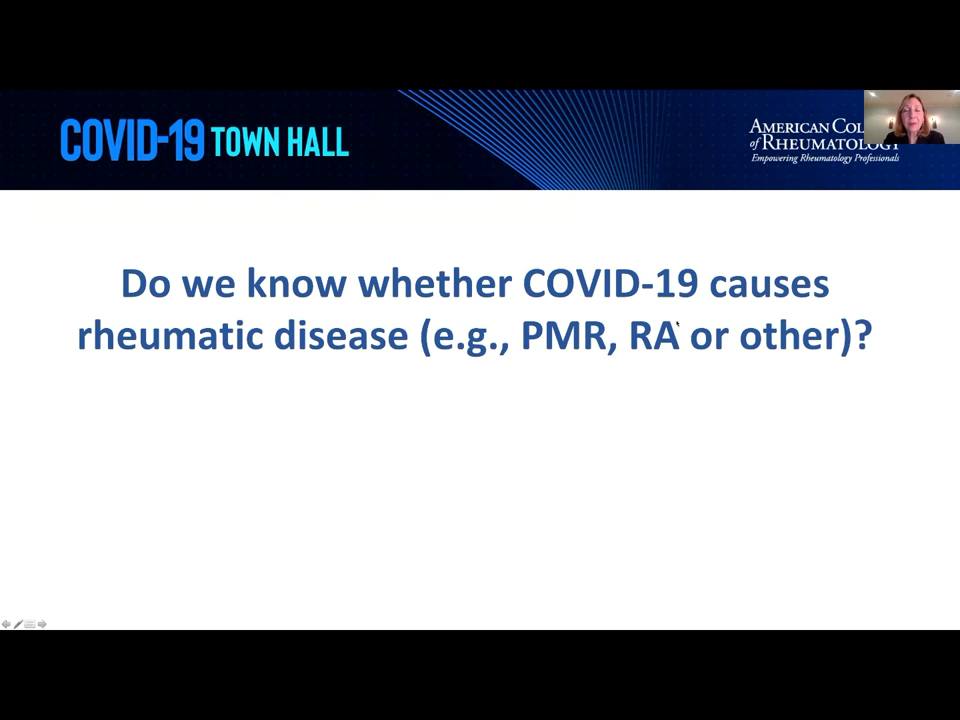 COVID-19 TOWN HALL
AMERICAN COL
of RHEUMATOLOGY
Empowering Rheumatology Professionals
Do we know whether COVID-19 causes
rheumatic disease (e.g., PMR, RA or other)?